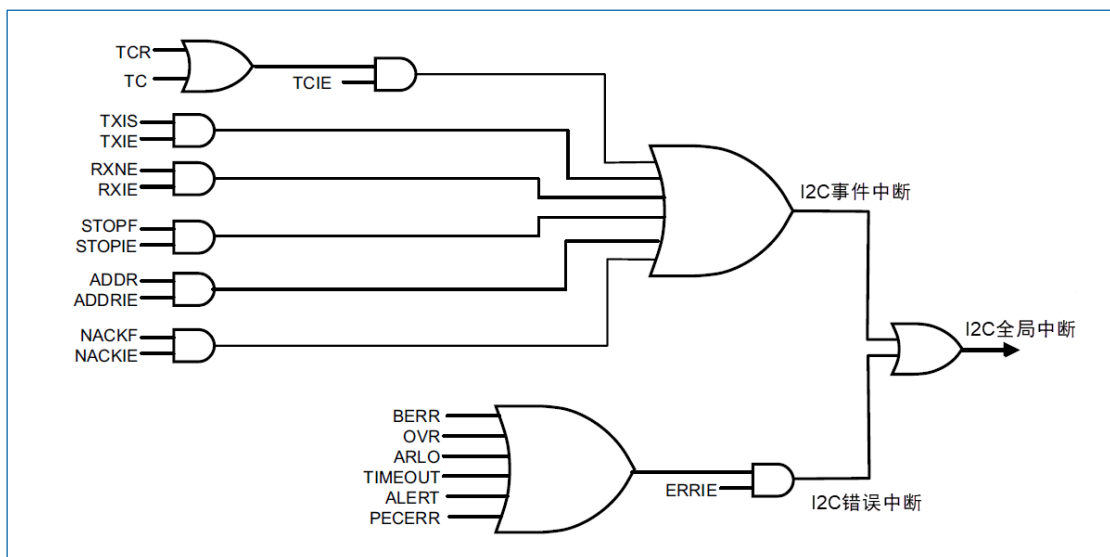 TCR
TC
TCIE
TXIS
TXIE
RXNE
RXIE
STOPF
STOPIE
ADDR
ADDRIE
NACKF
NACKIE
I2C事件中断
I2C全局中断
BERR
OVR
ARLO
TIMEOUT
ALERT
PECERR
ERRIE
I2C错误中断